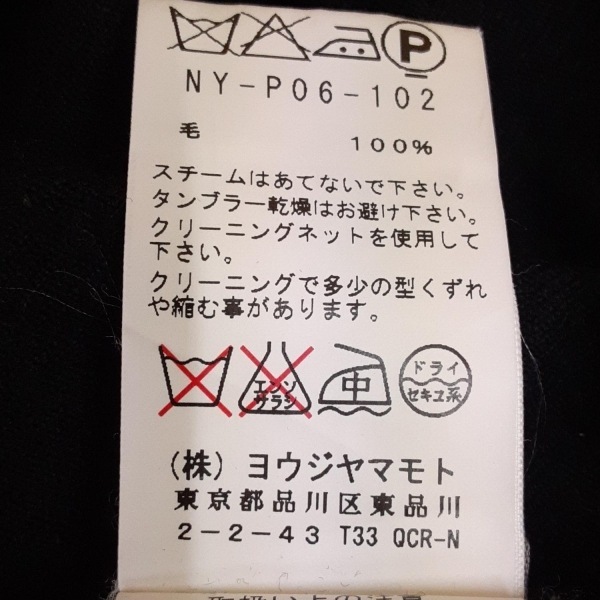 P
NY-P06-102
毛
100%
スチームはあてないで下さい。
タンブラー乾燥はお避け下さい。
クリーニングネットを使用して
下さい。
クリーニングで多少の型くずれ
や縮む事があります。
エンソ
サラシ
中
ドライ
セキユ系
(株)ヨウジヤマモト
東京都品川区東品川
2-2-43 T33 QCR-N